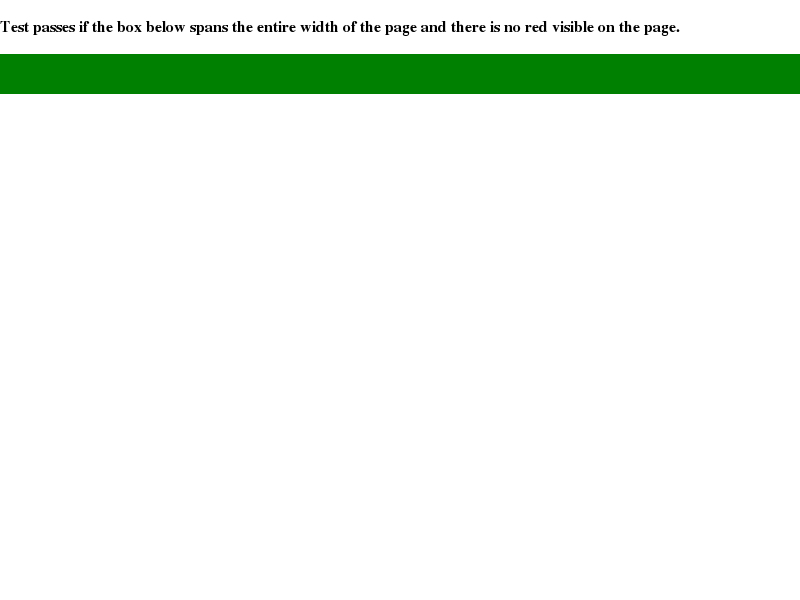 Test passes if the box below spans the entire width of the page and there is no red visible on the page.